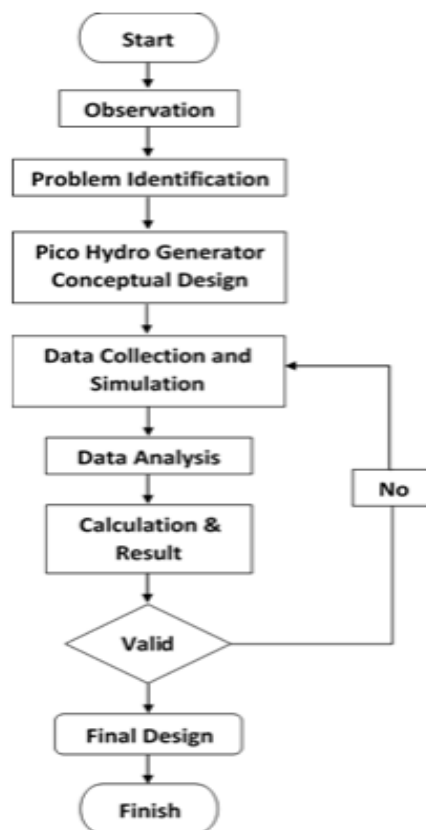 Start
Observation
Problem Identification
Pico Hydro Generator
Conceptual Design
Data Collection and
Simulation
Data Analysis
No
Calculation &
Result
Valid
Final Design
Finish